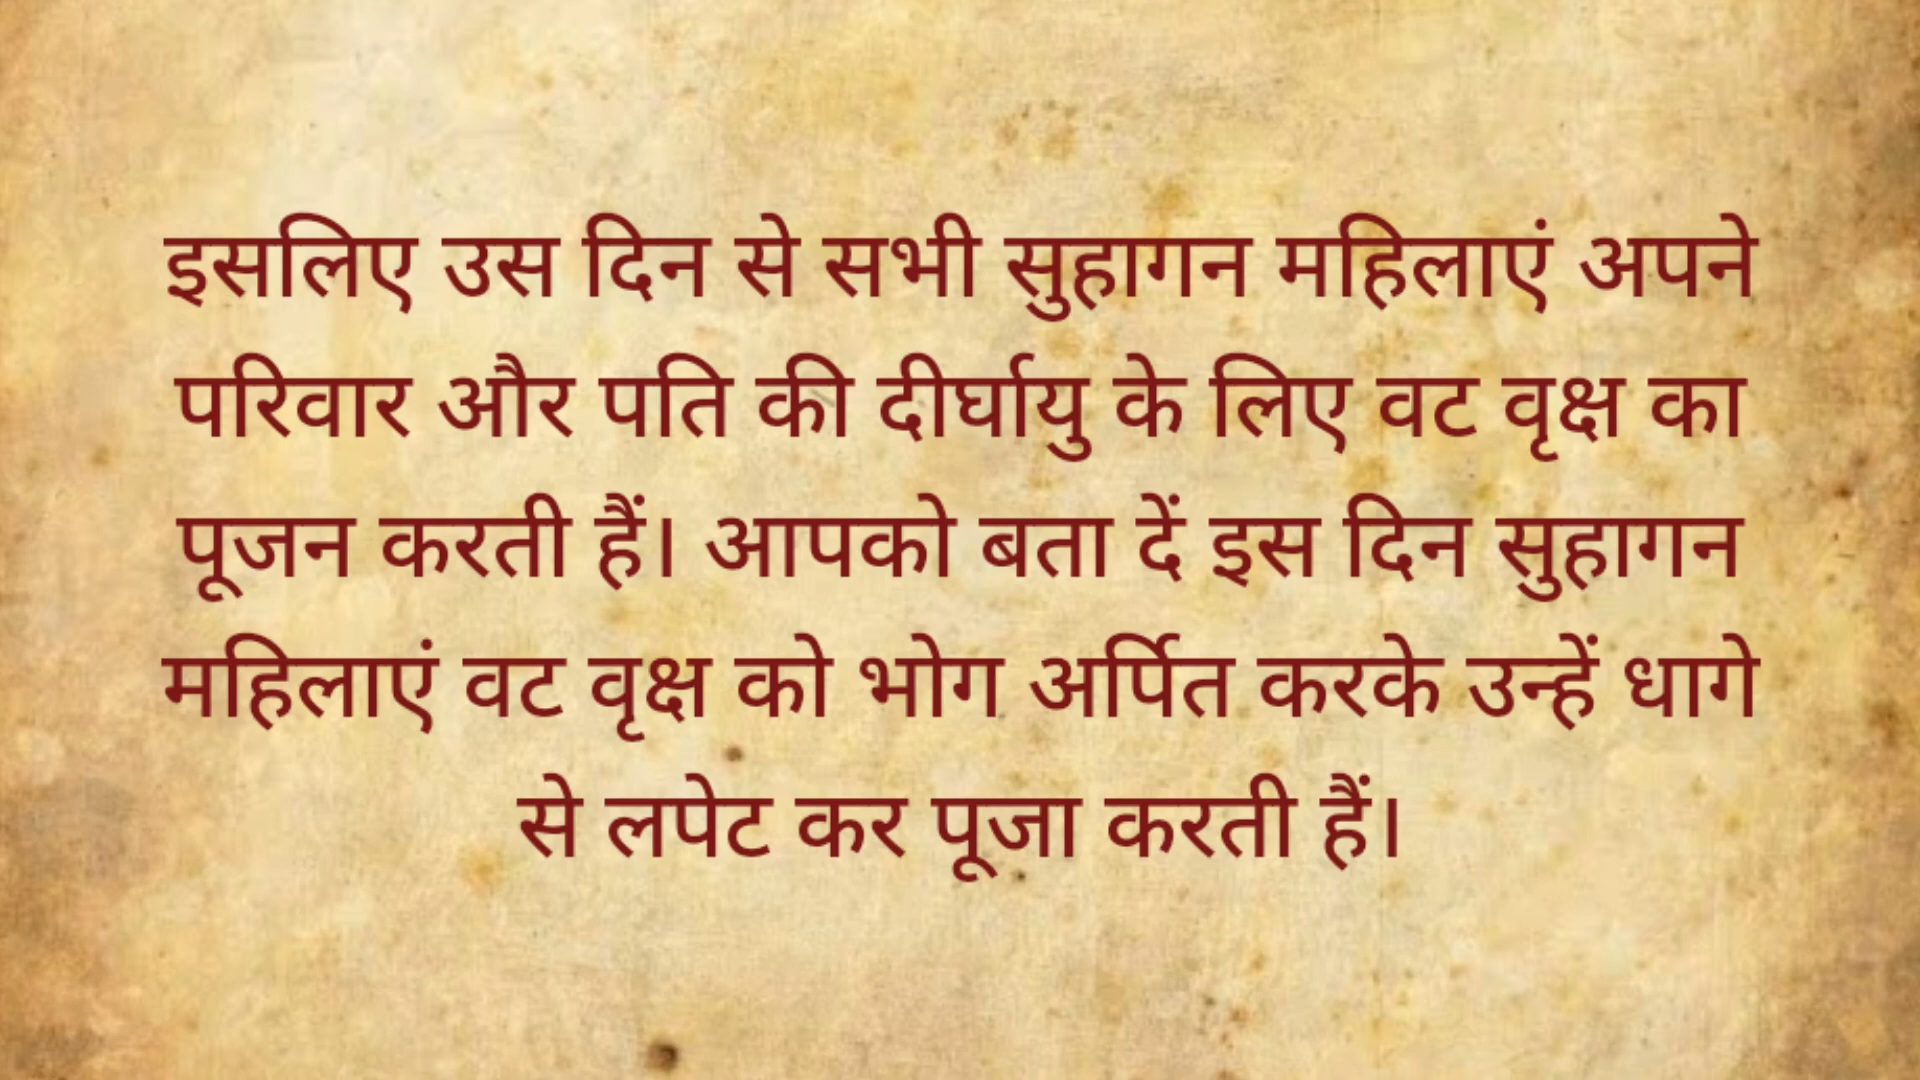 इसलिए उस दिन से सभी सुहागन महिलाएं अपने
परिवार और पति की दीर्घायु के लिए वट वृक्ष का
पूजन करती हैं। आपको बता दें इस दिन सुहागन
महिलाएं वट वृक्ष को भोग अर्पित करके उन्हें धागे
से लपेट कर पूजा करती हैं।